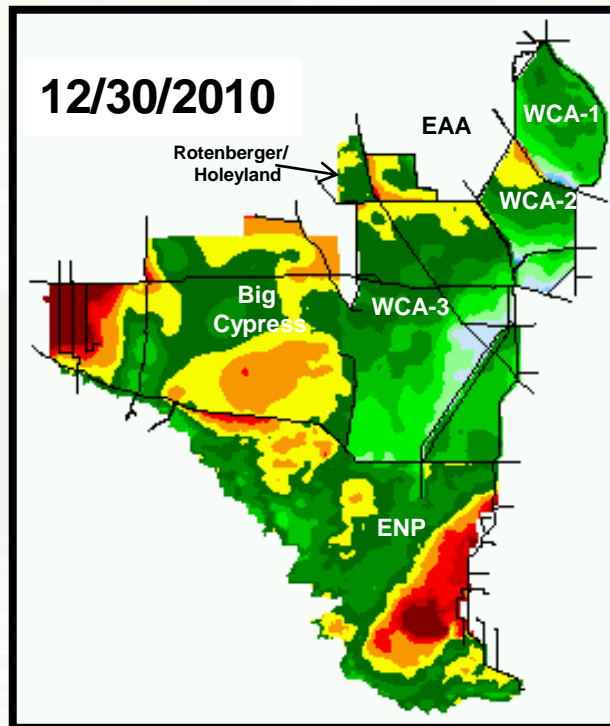 12/30/2010
WCA-1
EAA
Rotenberger/
Holeyland
WCA-2
Big
Cypress
WCA-3
ENP